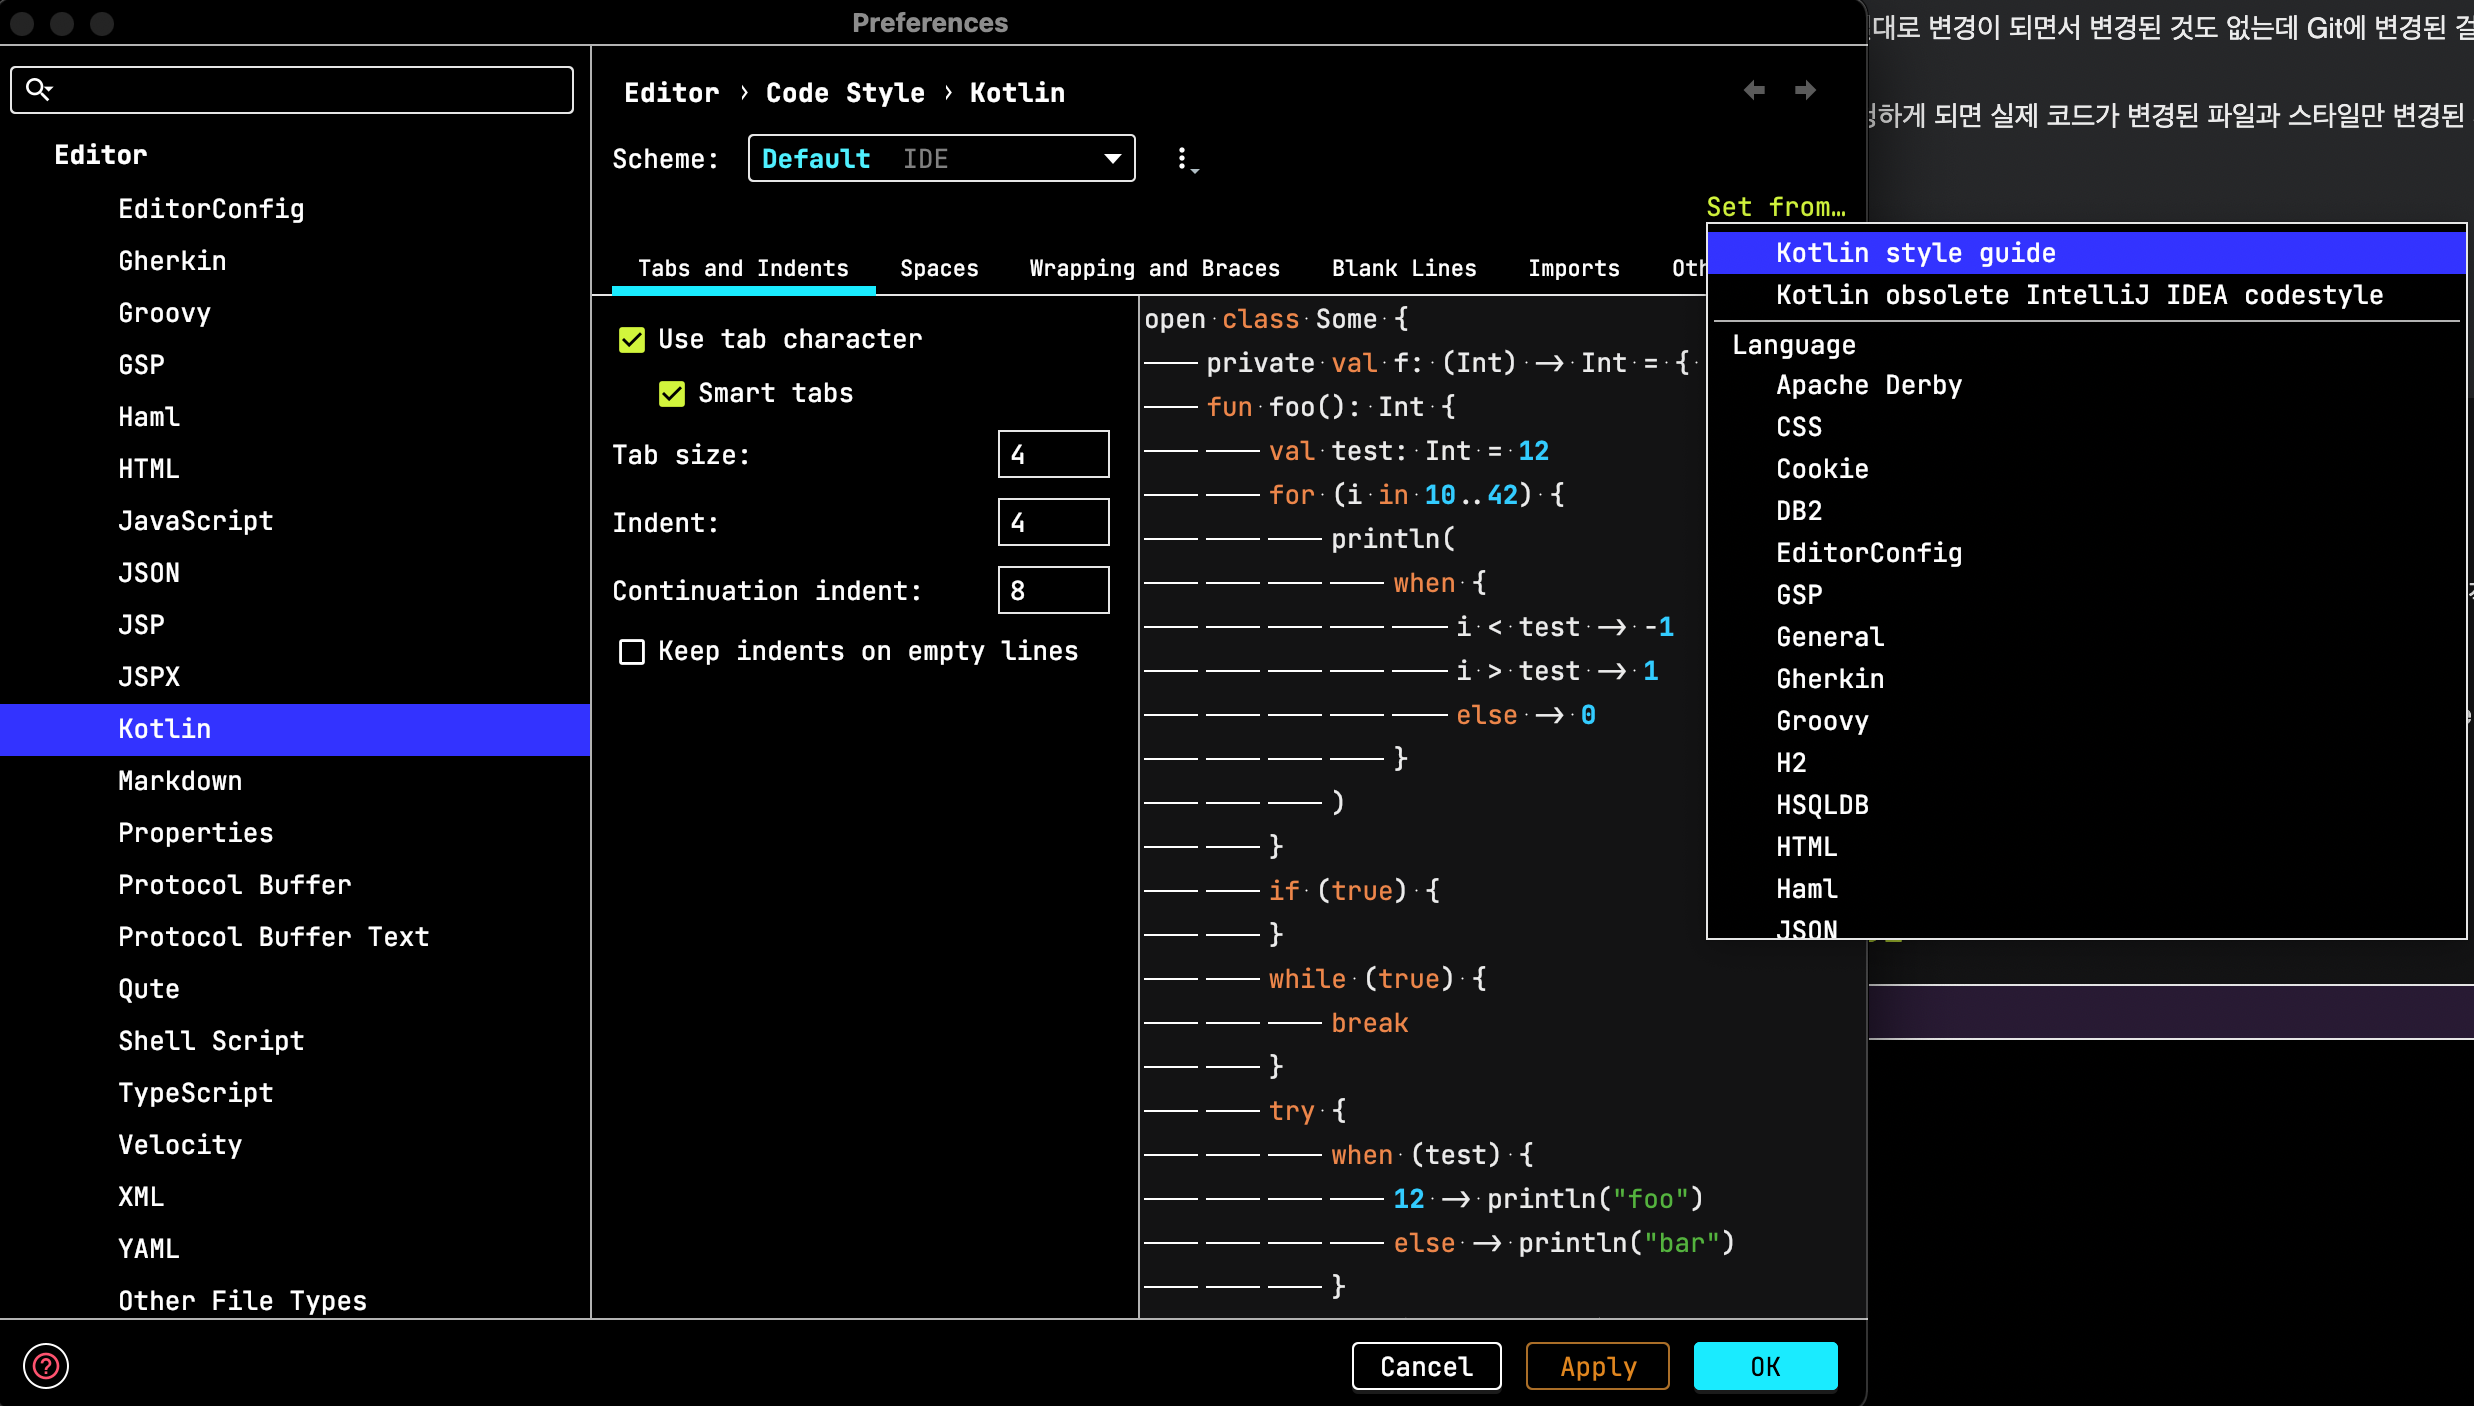 Preferences
Editor
EditorConfig
Gherkin
Groovy
GSP
Haml
HTML
JavaScript
JSON
JSP
JSPX
Kotlin
Markdown
Properties
Protocol Buffer
Protocol Buffer Text
Qute
Shell Script
TypeScript
Velocity
XML
YAML
Other File Types
Editor › Code Style › Kotlin
Scheme: Default IDE
Set from…
Tabs and Indents Spaces Wrapping and Braces Blank Lines Imports
Use tab character
Smart tabs
Tab size: 4
Indent: 4
Continuation indent: 8
Keep indents on empty lines
open class Some {
private val f: (Int) -> Int = {
fun foo(): Int {
val test: Int = 12
for (i in 10..42) {
println(
when {
i < test -> -1
i > test -> 1
else -> 0
}
)
}
if (true) {
}
while (true) {
break
}
try {
when (test) {
12 -> println("foo")
else -> println("bar")
}
Kotlin style guide
Kotlin obsolete IntelliJ IDEA codestyle
Language
Apache Derby
CSS
Cookie
DB2
EditorConfig
GSP
General
Gherkin
Groovy
H2
HSQLDB
HTML
Haml
JSON
변경이 되면서 변경된 것도 없는데 Git에 변경된
되면 실제 코드가 변경된 파일과 스타일만 변경된
Cancel Apply OK